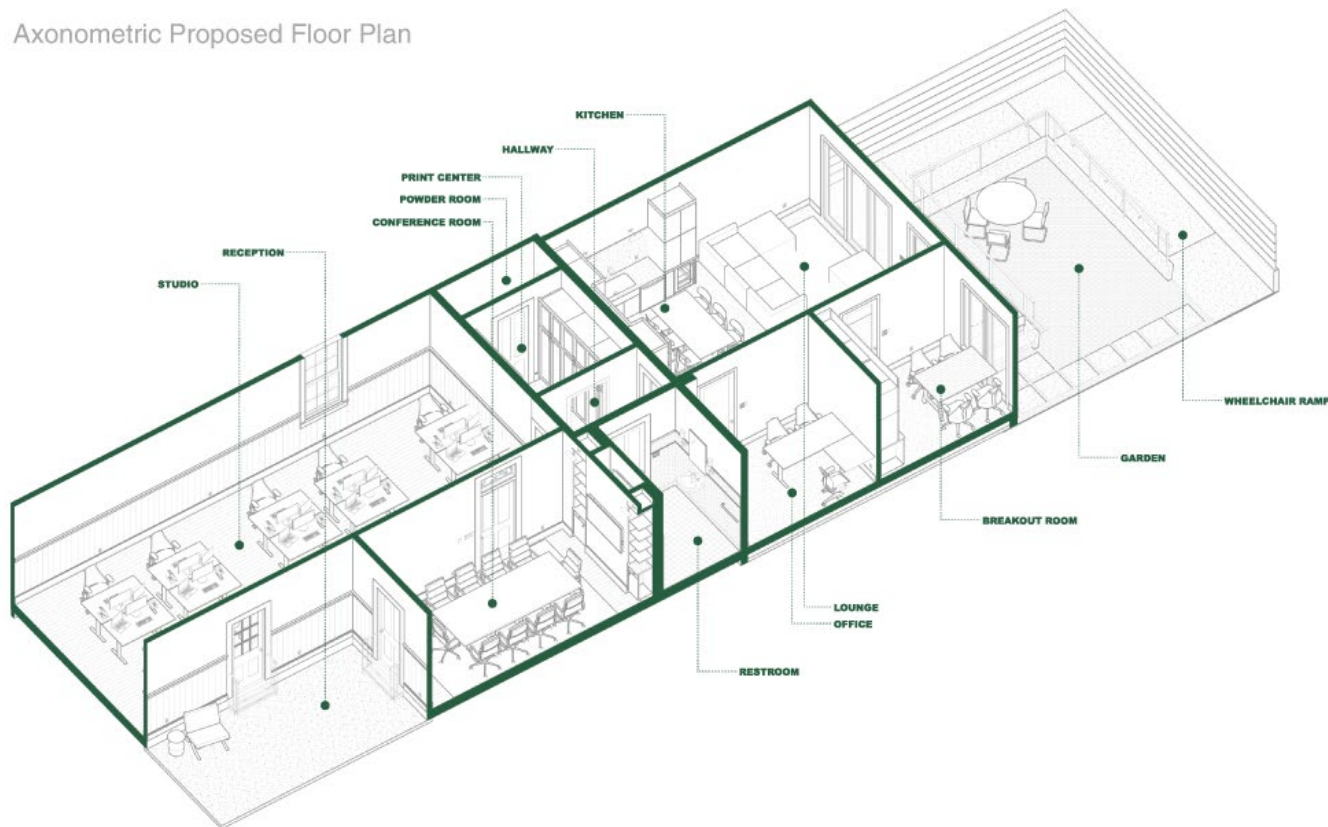 Axonometric Proposed Floor Plan
KITCHEN
HALLWAY
PRINT CENTER
POWDER ROOM
CONFERENCE ROOM
RECEPTION
STUDIO
WHEELCHAIR RAMP
GARDEN
BREAKOUT ROOM
LOUNGE
OFFICE
RESTROOM